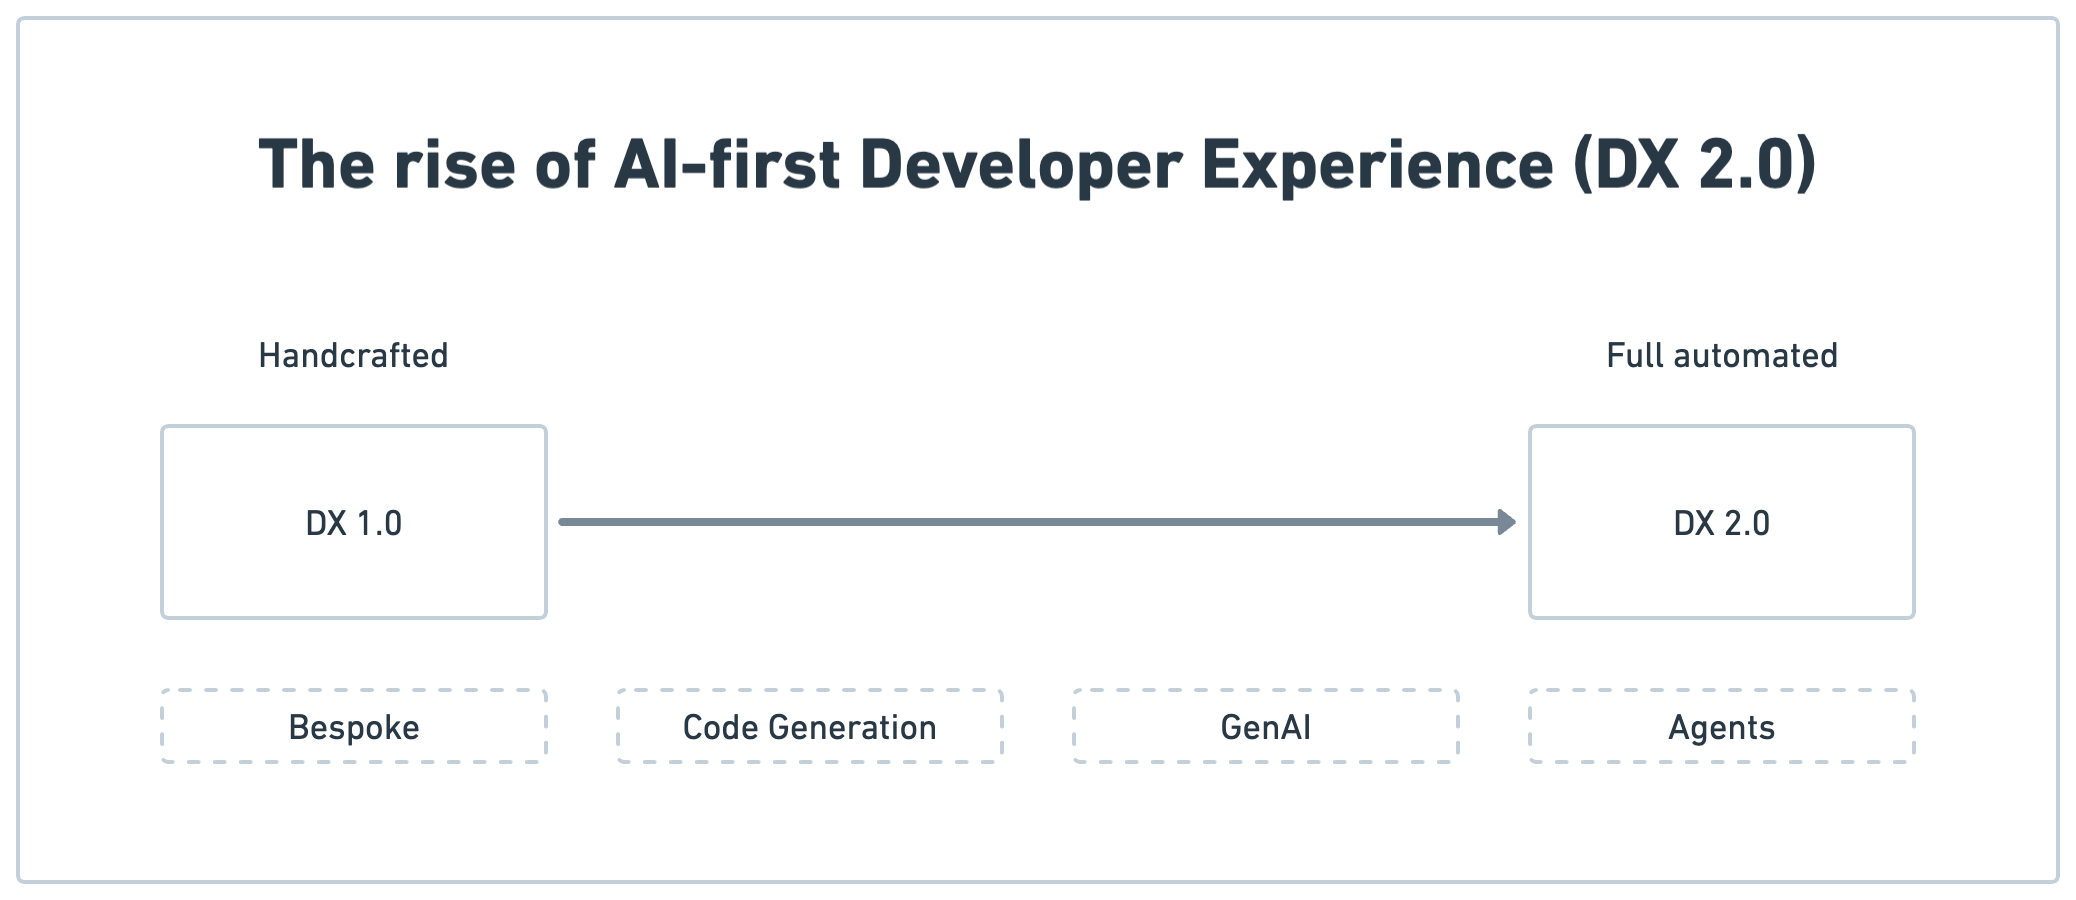 The rise of AI-first Developer Experience (DX 2.0)
Handcrafted
Full automated
DX 1.0
DX 2.0
Bespoke
Code Generation
GenAI
Agents